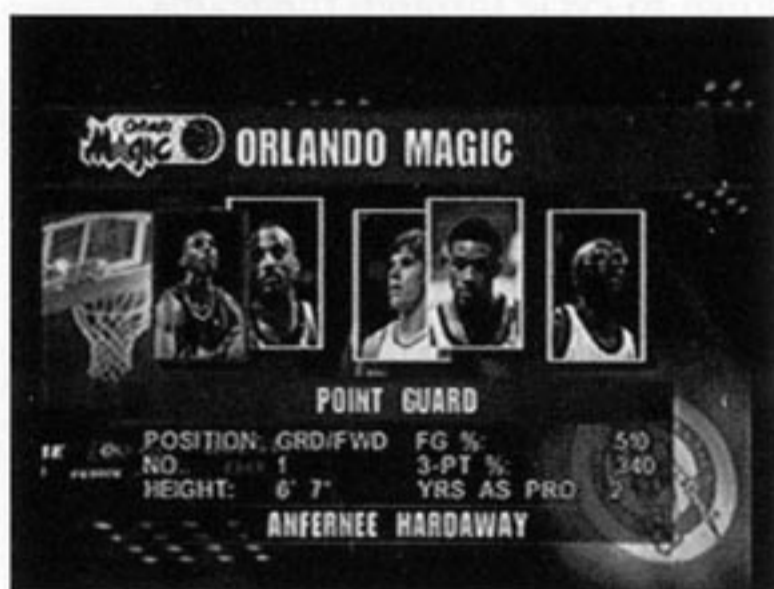 ORLANDO MAGIC
POINT GUARD
POSITION: GRD/FWD FG %: 510
NO. 1 3-PT %: 340
HEIGHT: 6' 7" YRS AS PRO 2
ANFERNEE HARDAWAY